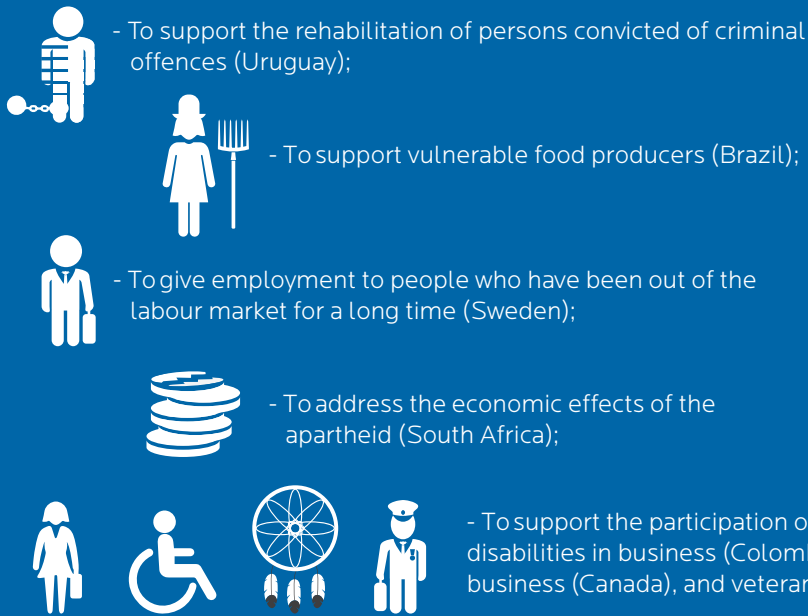 - To support the rehabilitation of persons convicted of criminal
offences (Uruguay);
- To support vulnerable food producers (Brazil);
- To give employment to people who have been out of the
labour market for a long time (Sweden);
- To address the economic effects of the
apartheid (South Africa);
- To support the participation
disabilities in business
business (Canada), and